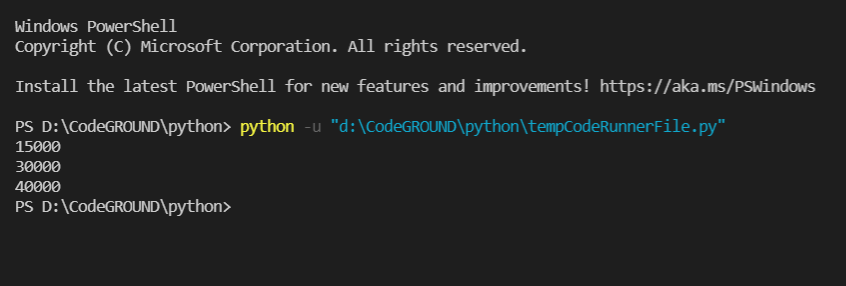 Windows PowerShell
Copyright (C) Microsoft Corporation. All rights reserved.
Install the latest PowerShell for new features and improvements! https://aka.ms/PSWindows
PS D:\CodeGROUND\python> python -u "d:\CodeGROUND\python\tempCodeRunnerFile.py"
15000
30000
40000
PS D:\CodeGROUND\python>